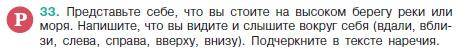 Р 33. Представьте себе, что вы стоите на высоком берегу реки или
моря. Напишите, что вы видите и слышите вокруг себя (вдали, вбли-
зи, слева, справа, вверху, внизу). Подчеркните в тексте наречия.